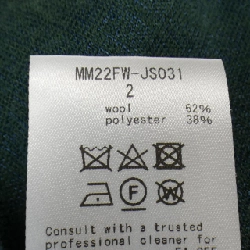 MM22FW-JS031
2
wool 62%
polyester 38%
F W
Consult with a trusted
professional cleaner for